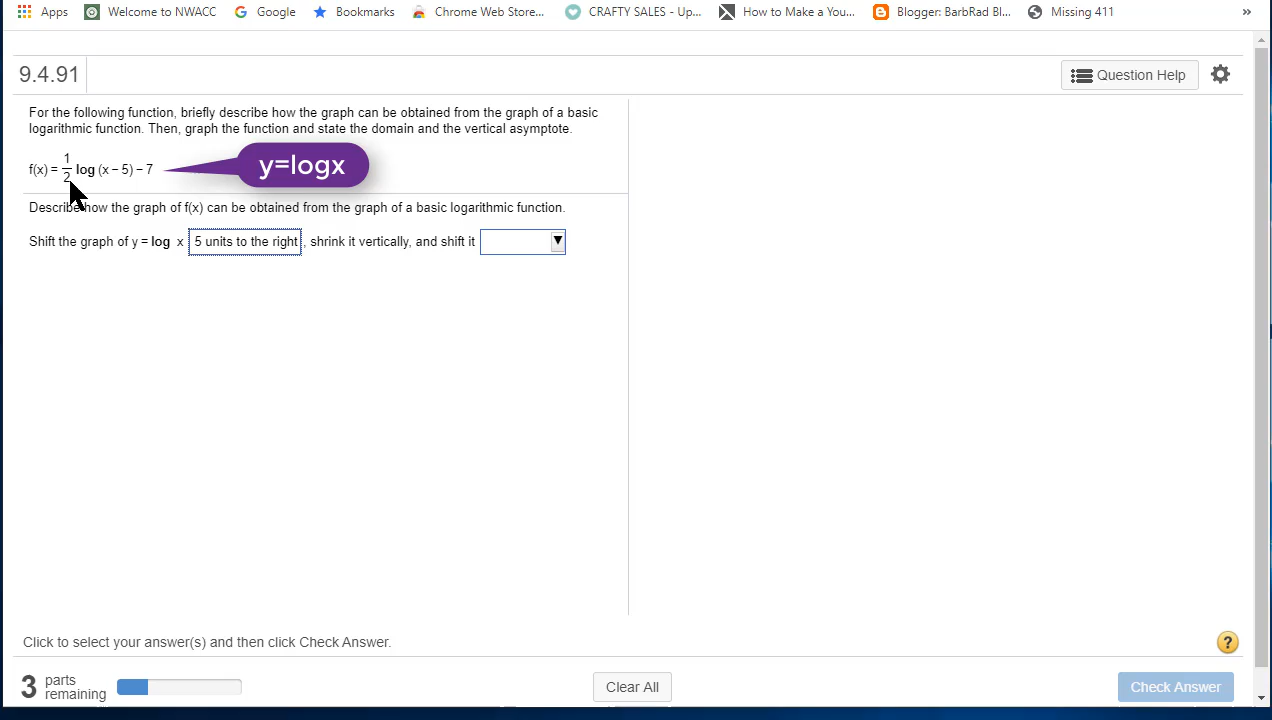 Apps Welcome to NWACC Google Bookmarks Chrome Web Store... CRAFTY SALES - Up... How to Make a You... Blogger: BarbRad Bl... Missing 411 »
9.4.91
Question Help
For the following function, briefly describe how the graph can be obtained from the graph of a basic
logarithmic function. Then, graph the function and state the domain and the vertical asymptote.
f(x) = 1/2 log (x − 5) − 7
y=logx
Describe how the graph of f(x) can be obtained from the graph of a basic logarithmic function.
Shift the graph of y = log x 5 units to the right, shrink it vertically, and shift it
Click to select your answer(s) and then click Check Answer.
?
3 parts
remaining
Clear All
Check Answer